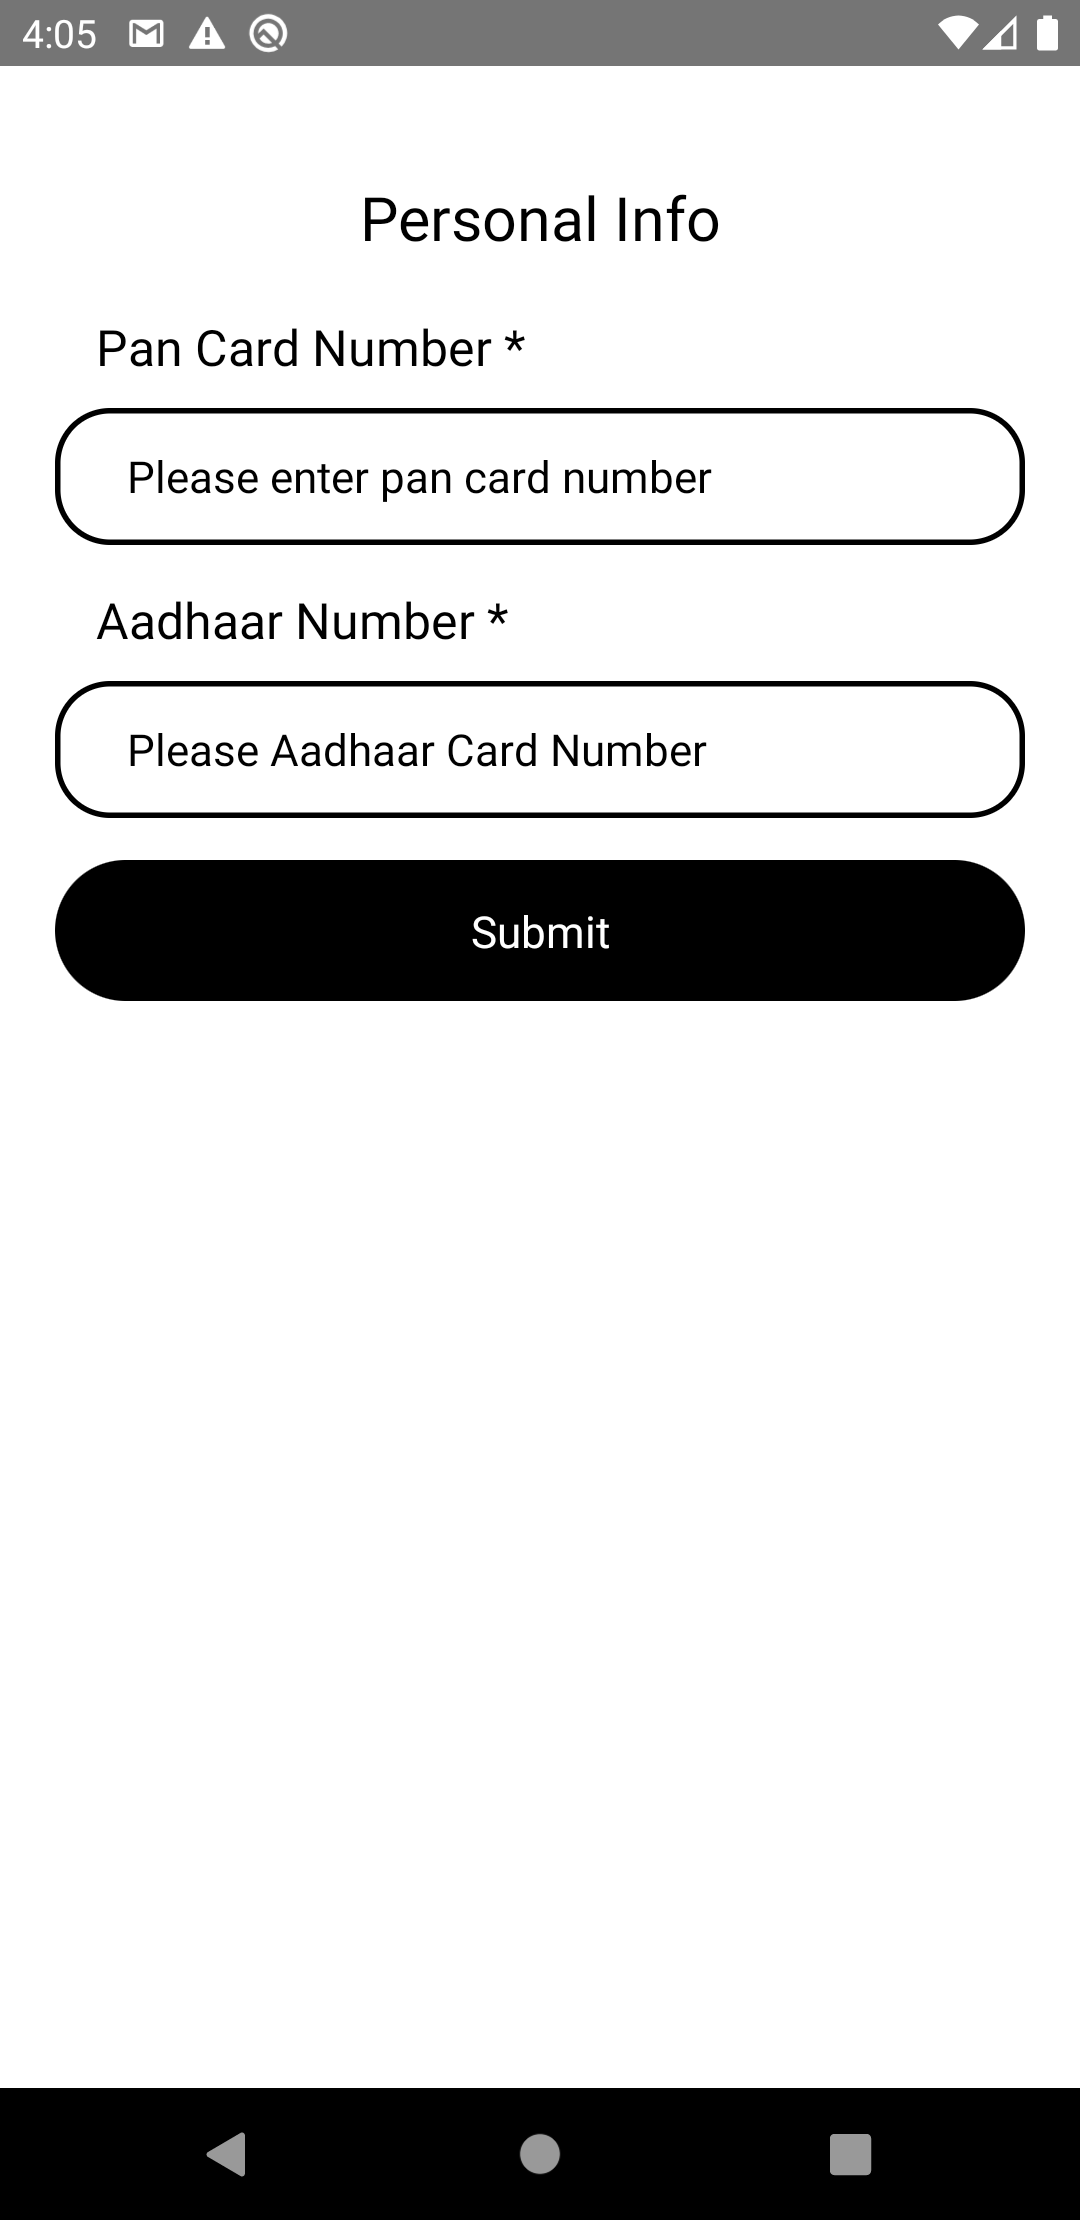 4:05
Personal Info
Pan Card Number *
Please enter pan card number
Aadhaar Number *
Please Aadhaar Card Number
Submit